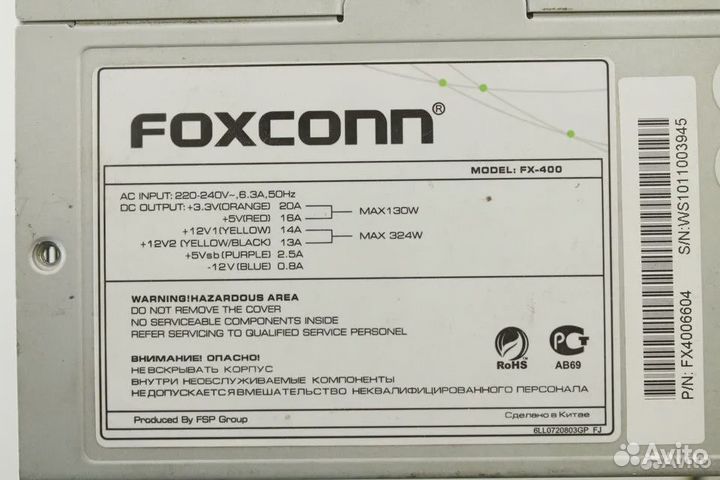 FOXCONN®
MODEL: FX-400
AC INPUT: 220-240V~,6.3A,50Hz
DC OUTPUT: +3.3V(ORANGE) 20A
+5V(RED) 16A
MAX130W
+12V1(YELLOW) 14A
+12V2 (YELLOW/BLACK) 13A
MAX 324W
+5Vsb (PURPLE) 2.5A
-12V(BLUE) 0.8A
WARNING!HAZARDOUS AREA
DO NOT REMOVE THE COVER
NO SERVICEABLE COMPONENTS INSIDE
REFER SERVICING TO QUALIFIED SERVICE PERSONEL
ВНИМАНИЕ! ОПАСНО!
НЕ ВСКРЫВАТЬ КОРПУС
ВНУТРИ НЕОБСЛУЖИВАЕМЫЕ КОМПОНЕНТЫ
НЕ ДОПУСКАЕТСЯ ВМЕШАТЕЛЬСТВО НЕКВАЛИФИЦИРОВАННОГО ПЕРСОНАЛА
RoHS
РСТ
АВ69
Produced By FSP Group
Сделано в Китае
6LL0720803GP FJ
P/N: FX4006604
S/N:WS1011003945
Avito
Avito